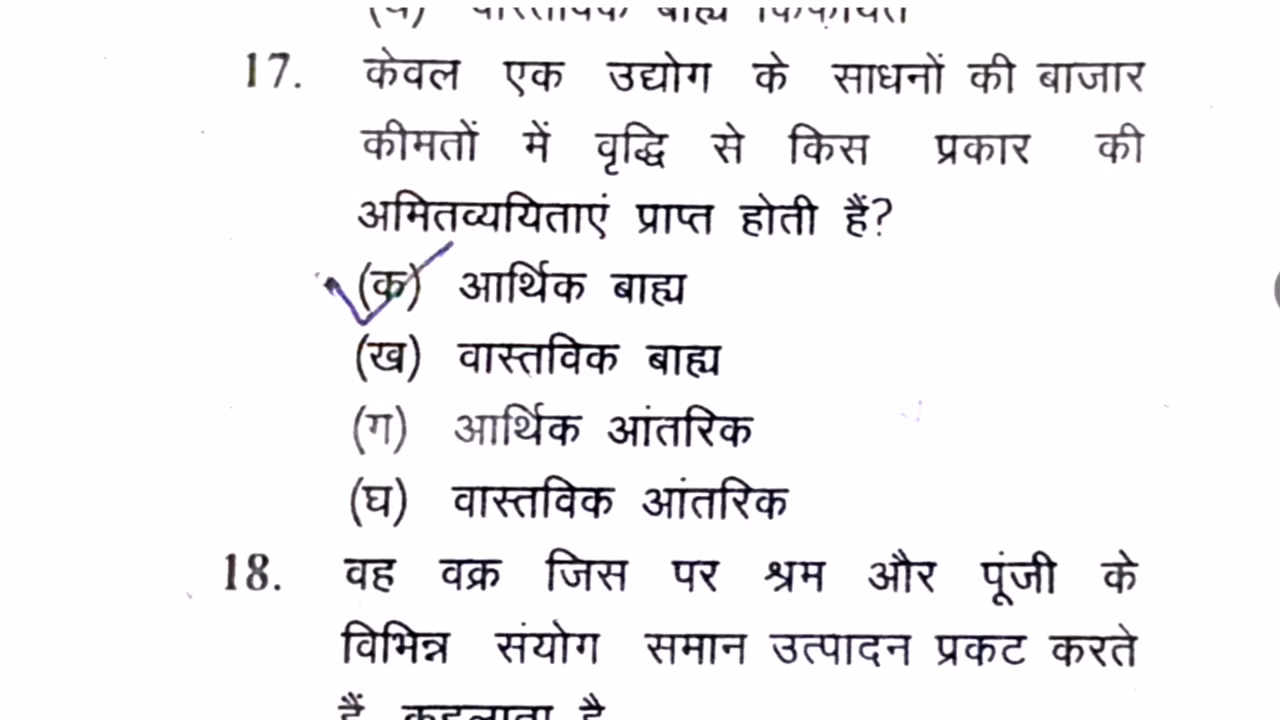 17. केवल एक उद्योग के साधनों की बाजार
कीमतों में वृद्धि से किस प्रकार की
अमितव्ययिताएं प्राप्त होती हैं?
(क) आर्थिक बाह्य
(ख) वास्तविक बाह्य
(ग) आर्थिक आंतरिक
(घ) वास्तविक आंतरिक
18. वह वक्र जिस पर श्रम और पूंजी के
विभिन्न संयोग समान उत्पादन प्रकट करते
हैं कहलाता है